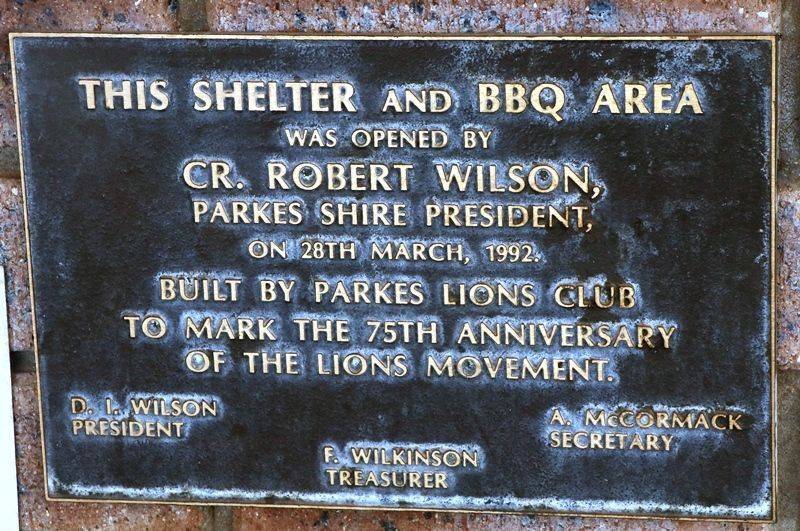 THIS SHELTER AND BBQ AREA
WAS OPENED BY
CR. ROBERT WILSON,
PARKES SHIRE PRESIDENT,
ON 28TH MARCH, 1992.
BUILT BY PARKES LIONS CLUB
TO MARK THE 75TH ANNIVERSARY
OF THE LIONS MOVEMENT.
D. I. WILSON
PRESIDENT
A. McCORMACK
SECRETARY
F. WILKINSON
TREASURER